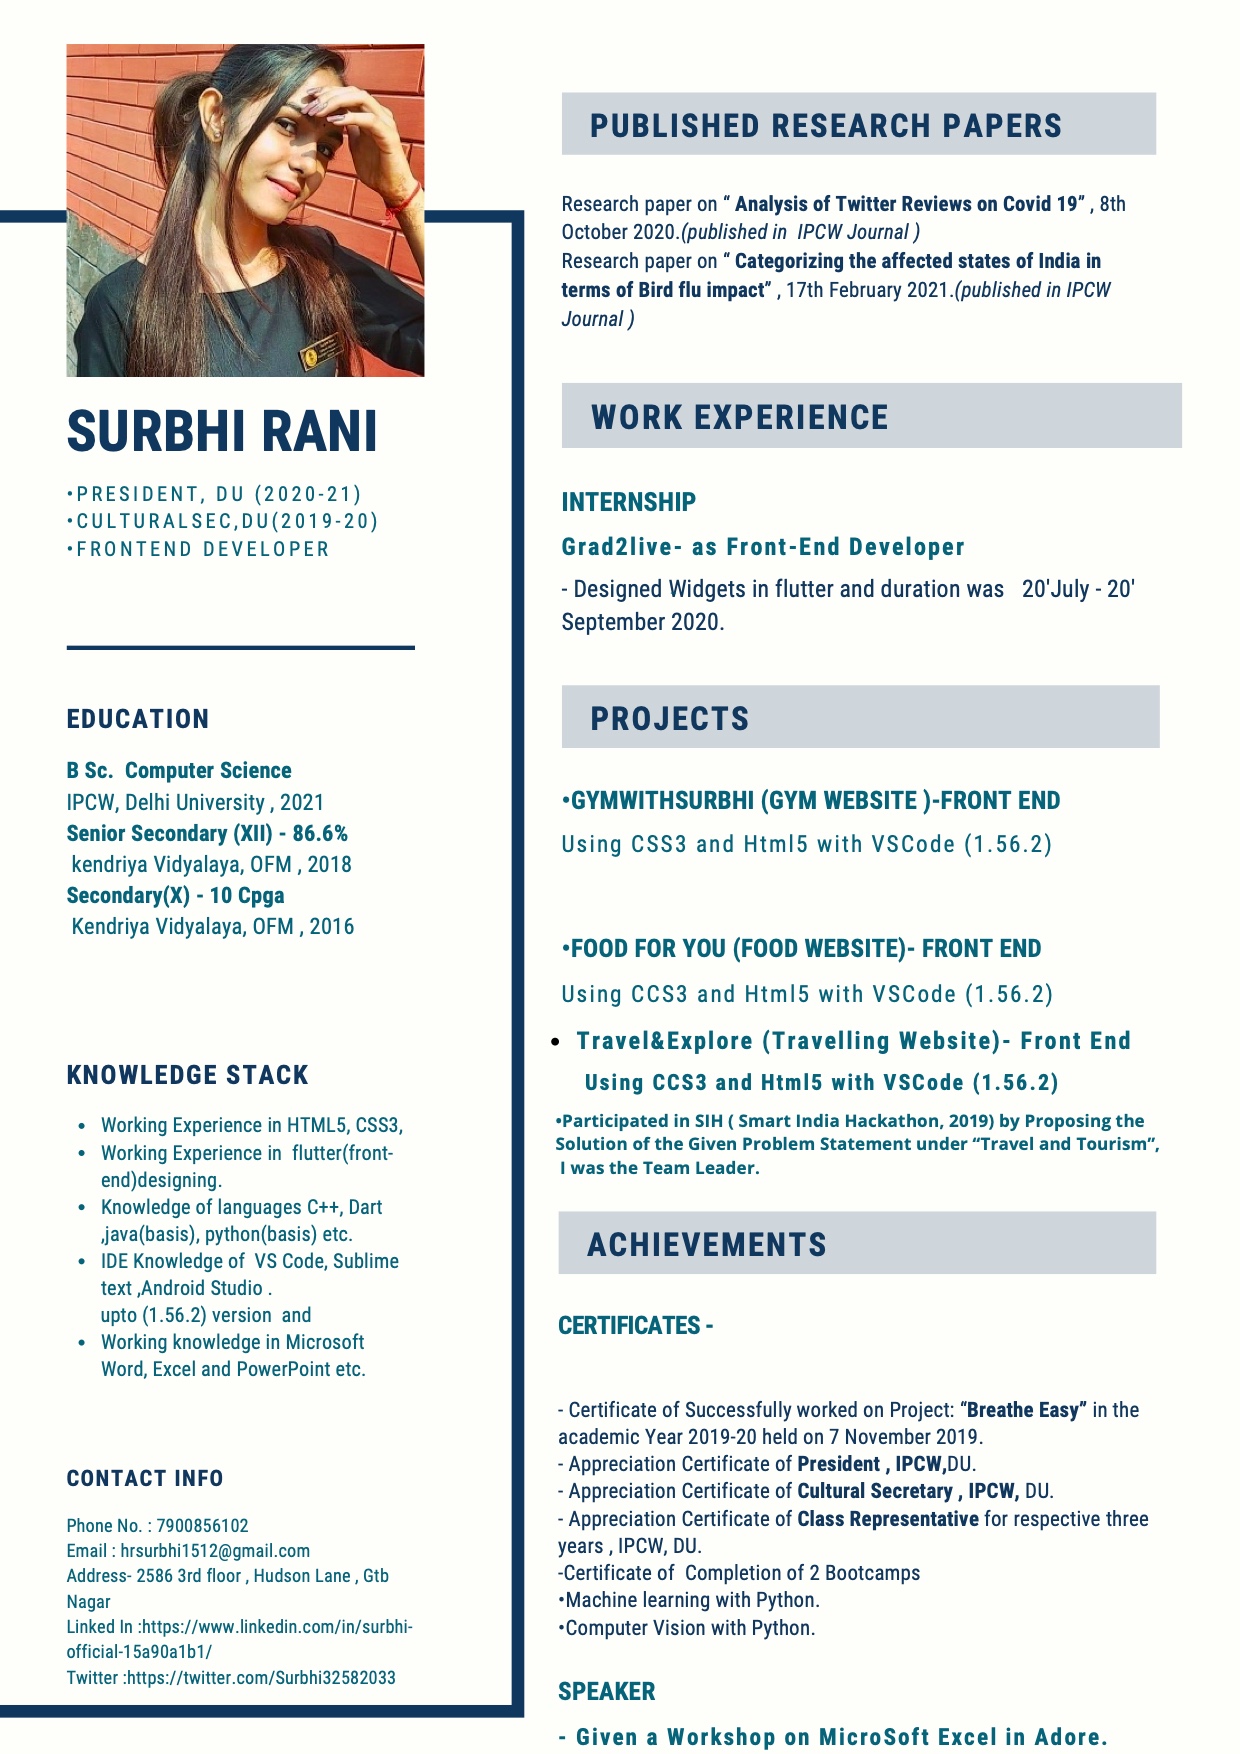 SURBHI RANI
•PRESIDENT, DU (2020-21)
•CULTURALSEC,DU(2019-20)
•FRONTEND DEVELOPER
EDUCATION
B Sc.  Computer Science
IPCW, Delhi University , 2021
Senior Secondary (XII) - 86.6%
kendriya Vidyalaya, OFM , 2018
Secondary(X) - 10 Cpga
Kendriya Vidyalaya, OFM , 2016
KNOWLEDGE STACK
• Working Experience in HTML5, CSS3,
• Working Experience in  flutter(front-
end)designing.
• Knowledge of languages C++, Dart
,java(basis), python(basis) etc.
• IDE Knowledge of  VS Code, Sublime
text ,Android Studio .
upto (1.56.2) version  and
• Working knowledge in Microsoft
Word, Excel and PowerPoint etc.
CONTACT INFO
Phone No. : 7900856102
Email : hrsurbhi1512@gmail.com
Address- 2586 3rd floor , Hudson Lane , Gtb
Nagar
Linked In :https://www.linkedin.com/in/surbhi-
official-15a90a1b1/
Twitter :https://twitter.com/Surbhi32582033
PUBLISHED RESEARCH PAPERS
Research paper on “ Analysis of Twitter Reviews on Covid 19” , 8th
October 2020.(published in  IPCW Journal )
Research paper on “ Categorizing the affected states of India in
terms of Bird flu impact” , 17th February 2021.(published in IPCW
Journal )
WORK EXPERIENCE
INTERNSHIP
Grad2live- as Front-End Developer
- Designed Widgets in flutter and duration was   20'July - 20'
September 2020.
PROJECTS
•GYMWITHSURBHI (GYM WEBSITE )-FRONT END
Using CSS3 and Html5 with VSCode (1.56.2)
•FOOD FOR YOU (FOOD WEBSITE)- FRONT END
Using CCS3 and Html5 with VSCode (1.56.2)
• Travel&Explore (Travelling Website)- Front End
Using CCS3 and Html5 with VSCode (1.56.2)
•Participated in SIH ( Smart India Hackathon, 2019) by Proposing the
Solution of the Given Problem Statement under “Travel and Tourism”,
I was the Team Leader.
ACHIEVEMENTS
CERTIFICATES -
- Certificate of Successfully worked on Project: “Breathe Easy” in the
academic Year 2019-20 held on 7 November 2019.
- Appreciation Certificate of President , IPCW,DU.
- Appreciation Certificate of Cultural Secretary , IPCW, DU.
- Appreciation Certificate of Class Representative for respective three
years , IPCW, DU.
-Certificate of  Completion of 2 Bootcamps
•Machine learning with Python.
•Computer Vision with Python.
SPEAKER
- Given a Workshop on MicroSoft Excel in Adore.